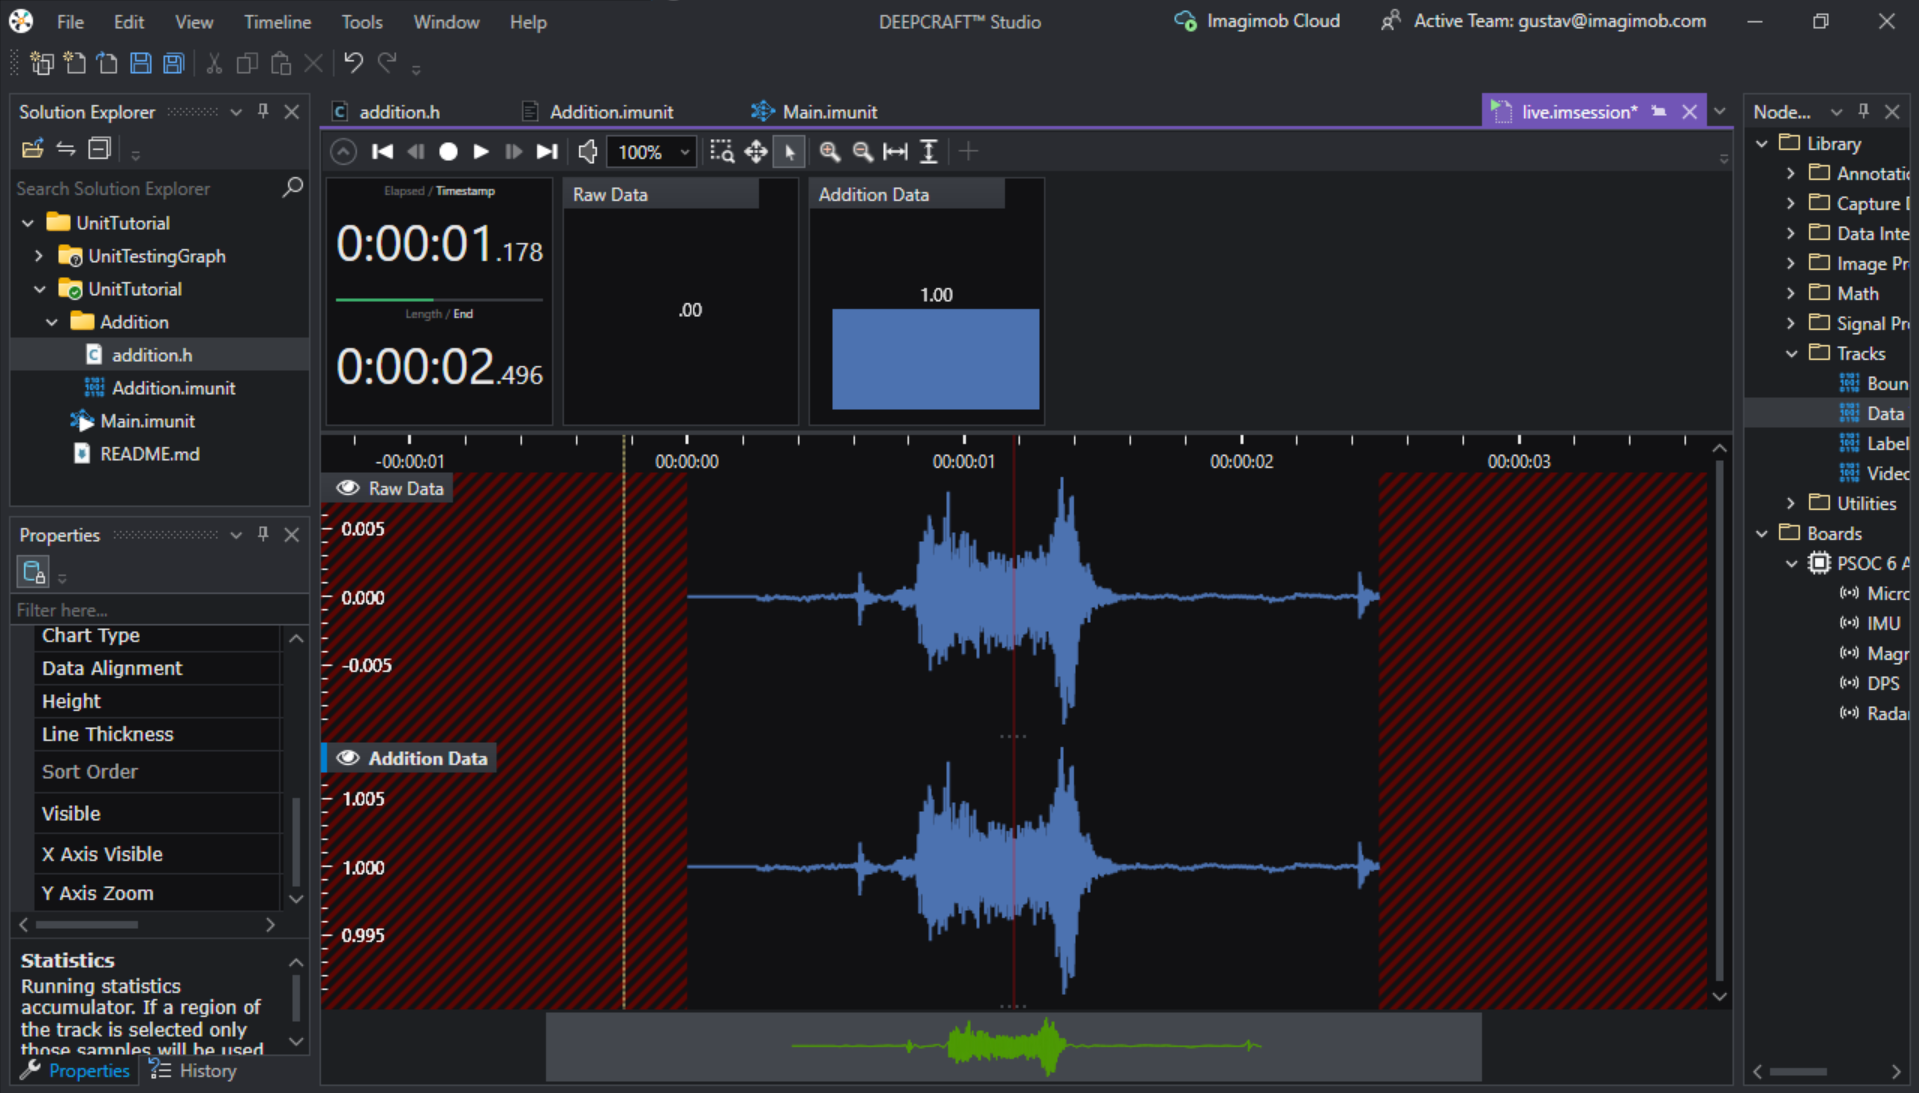 File Edit View Timeline Tools Window Help
DEEPCRAFT™ Studio
Imagimob Cloud
Active Team: gustav@imagimob.com
Solution Explorer
Search Solution Explorer
UnitTutorial
UnitTestingGraph
UnitTutorial
Addition
addition.h
Addition.imunit
Main.imunit
README.md
Properties
Filter here...
Chart Type
Data Alignment
Height
Line Thickness
Sort Order
Visible
X Axis Visible
Y Axis Zoom
Statistics
Running statistics
accumulator. If a region of
the track is selected only
those samples will be used
Properties
History
addition.h
Addition.imunit
Main.imunit
live.imsession*
100%
Elapsed / Timestamp
0:00:01.178
Length / End
0:00:02.496
Raw Data
.00
Addition Data
1.00
-00:00:01
00:00:00
00:00:01
00:00:02
00:00:03
Raw Data
0.005
0.000
-0.005
Addition Data
1.005
1.000
0.995
Node...
Library
Annotatic
Capture D
Data Inte
Image Pr
Math
Signal Pr
Tracks
Boun
Data
Label
Videc
Utilities
Boards
PSOC 6 A
Micro
IMU
Magr
DPS
Radar